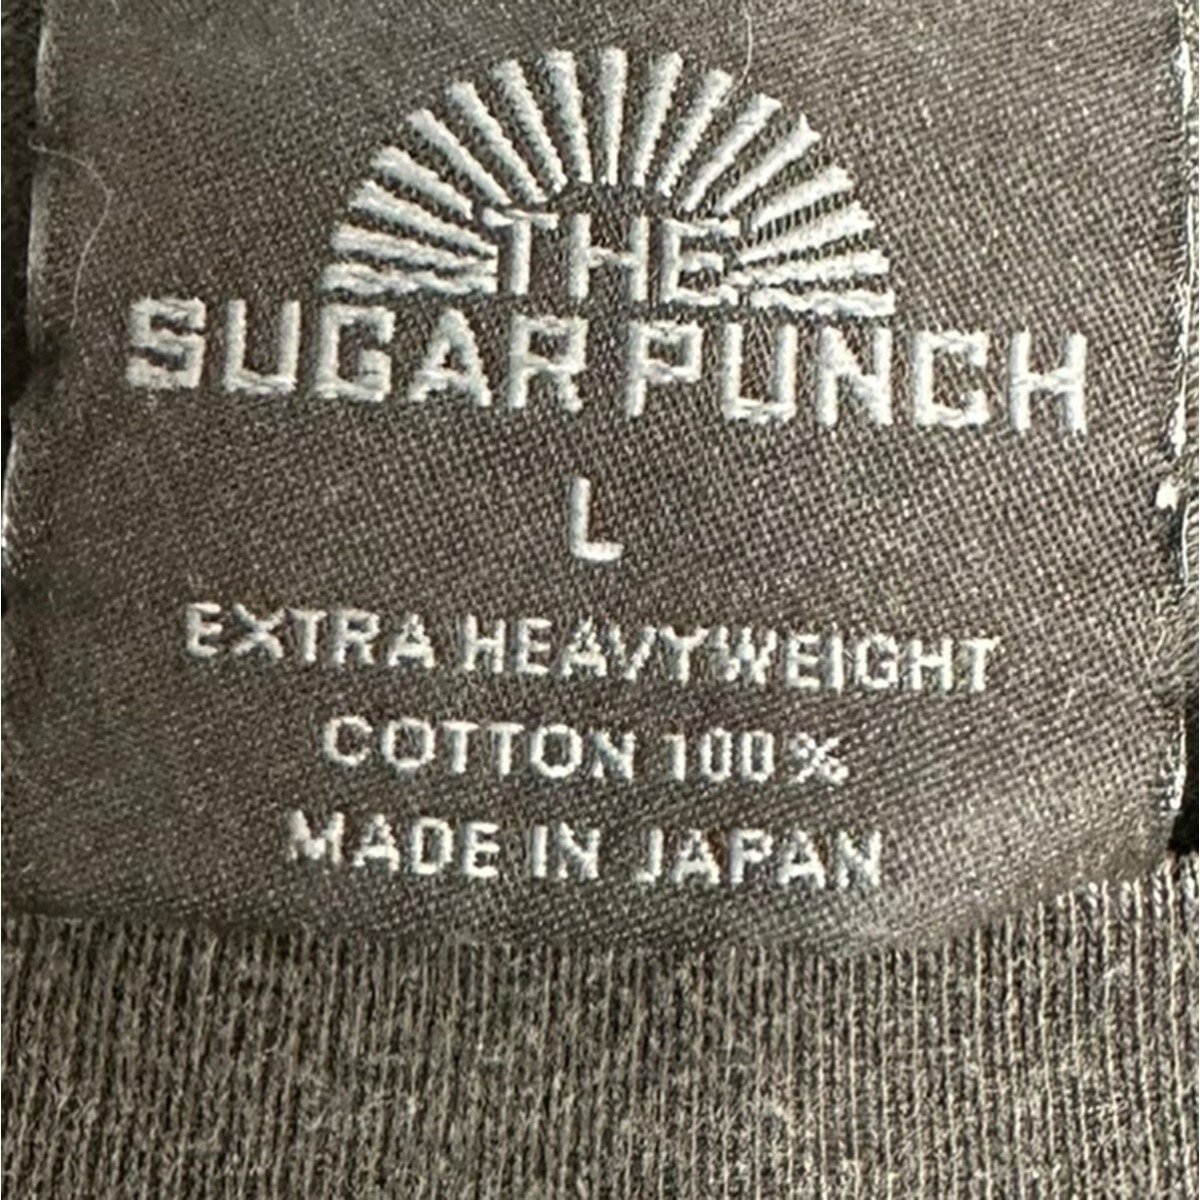 THE
SUGAR PUNCH
L
EXTRA HEAVYWEIGHT
COTTON 100%
MADE IN JAPAN